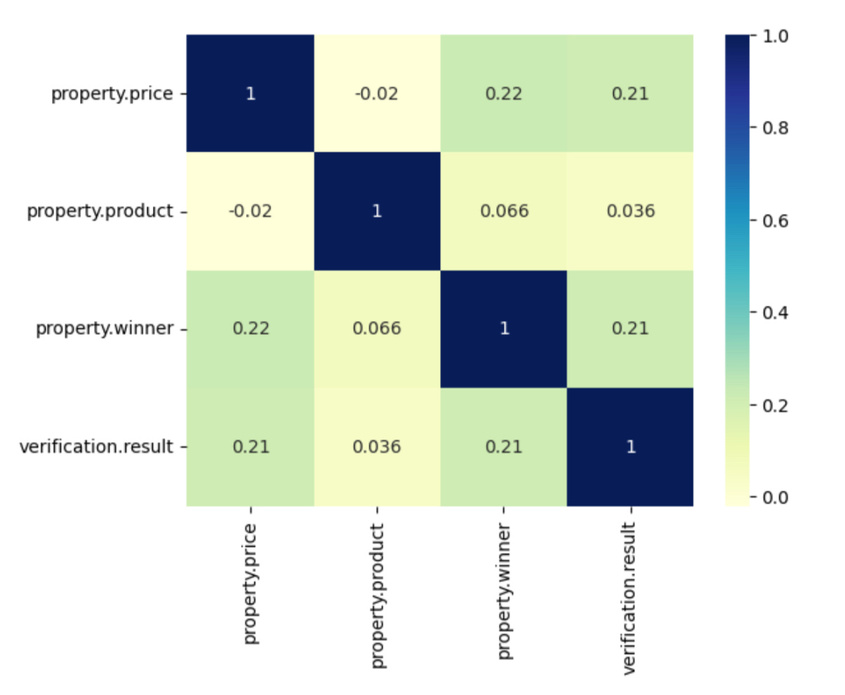 1.0
property.price 1 -0.02 0.22 0.21
0.8
property.product -0.02 1 0.066 0.036
0.6
0.4
property.winner 0.22 0.066 1 0.21
0.2
verification.result 0.21 0.036 0.21 1
0.0
property.price
property.product
property.winner
verification.result